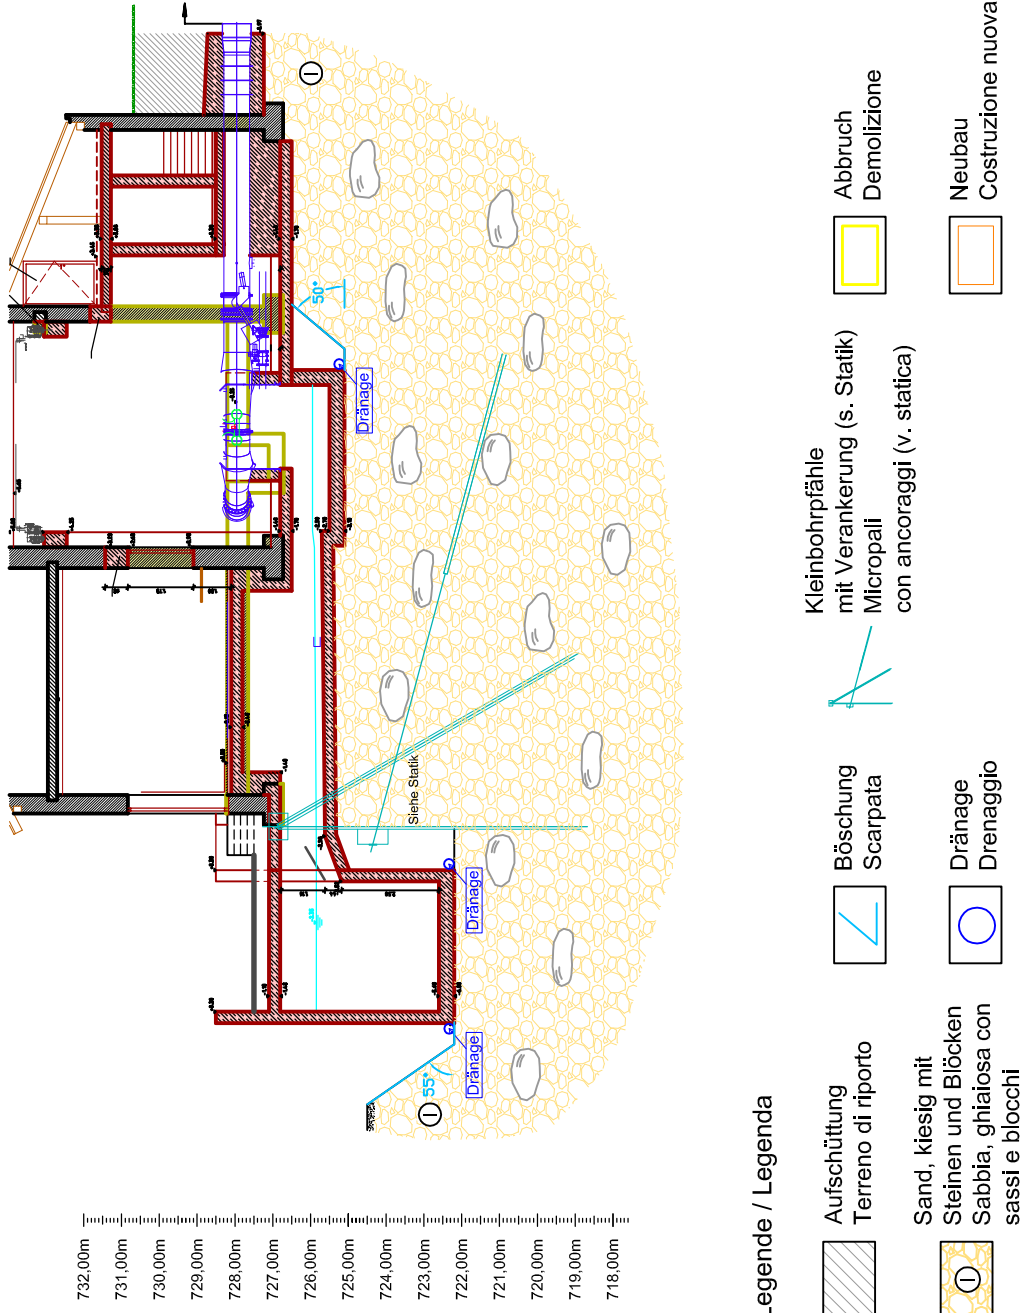 732,00m
731,00m
730,00m
729,00m
728,00m
727,00m
726,00m
725,00m
724,00m
723,00m
722,00m
721,00m
720,00m
719,00m
718,00m
55°
50°
Dränage
Dränage
Dränage
Siehe Statik
I
I
egende / Legenda
Aufschüttung
Terreno di riporto
I
Sand, kiesig mit
Steinen und Blöcken
Sabbia, ghiaiosa con
sassi e blocchi
Böschung
Scarpata
Dränage
Drenaggio
Kleinbohrpfähle
mit Verankerung (s. Statik)
Micropali
con ancoraggi (v. statica)
Abbruch
Demolizione
Neubau
Costruzione nuova